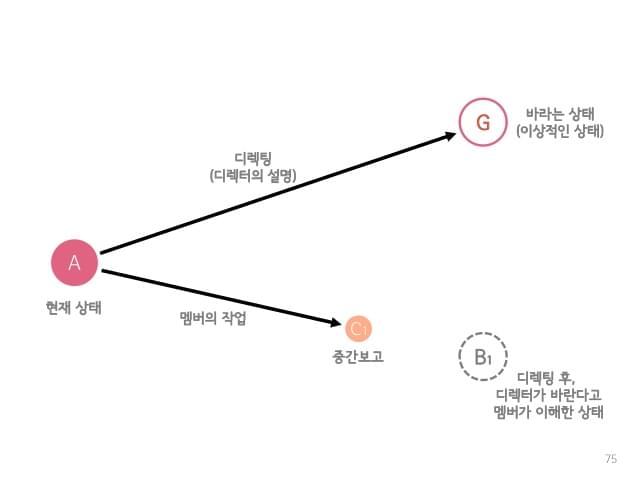 G
바라는 상태
(이상적인 상태)
디렉팅
(디렉터의 설명)
A
현재 상태
멤버의 작업
C1
중간보고
B1
디렉팅 후,
디렉터가 바란다고
멤버가 이해한 상태
75